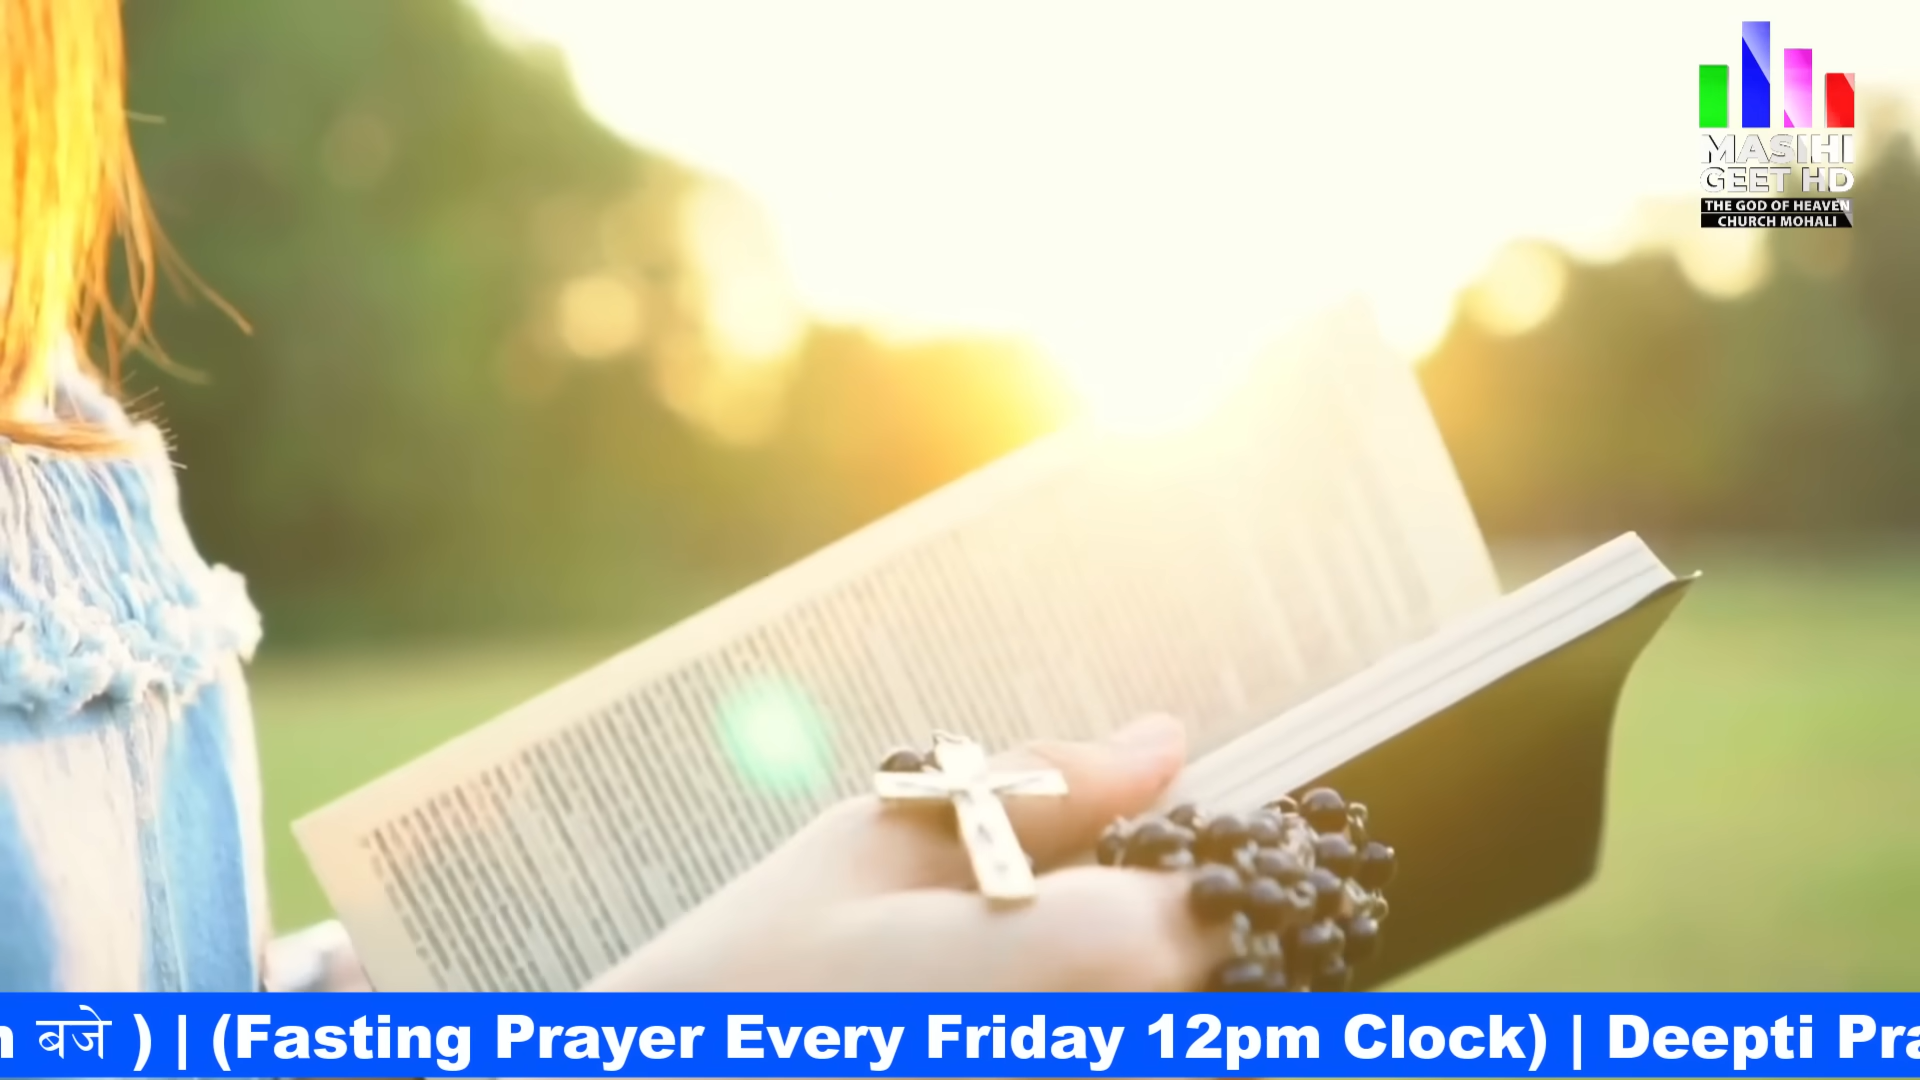 MASIHI
GEET HD
THE GOD OF HEAVEN
CHURCH MOHALI
बजे ) | (Fasting Prayer Every Friday 12pm Clock) | Deepti